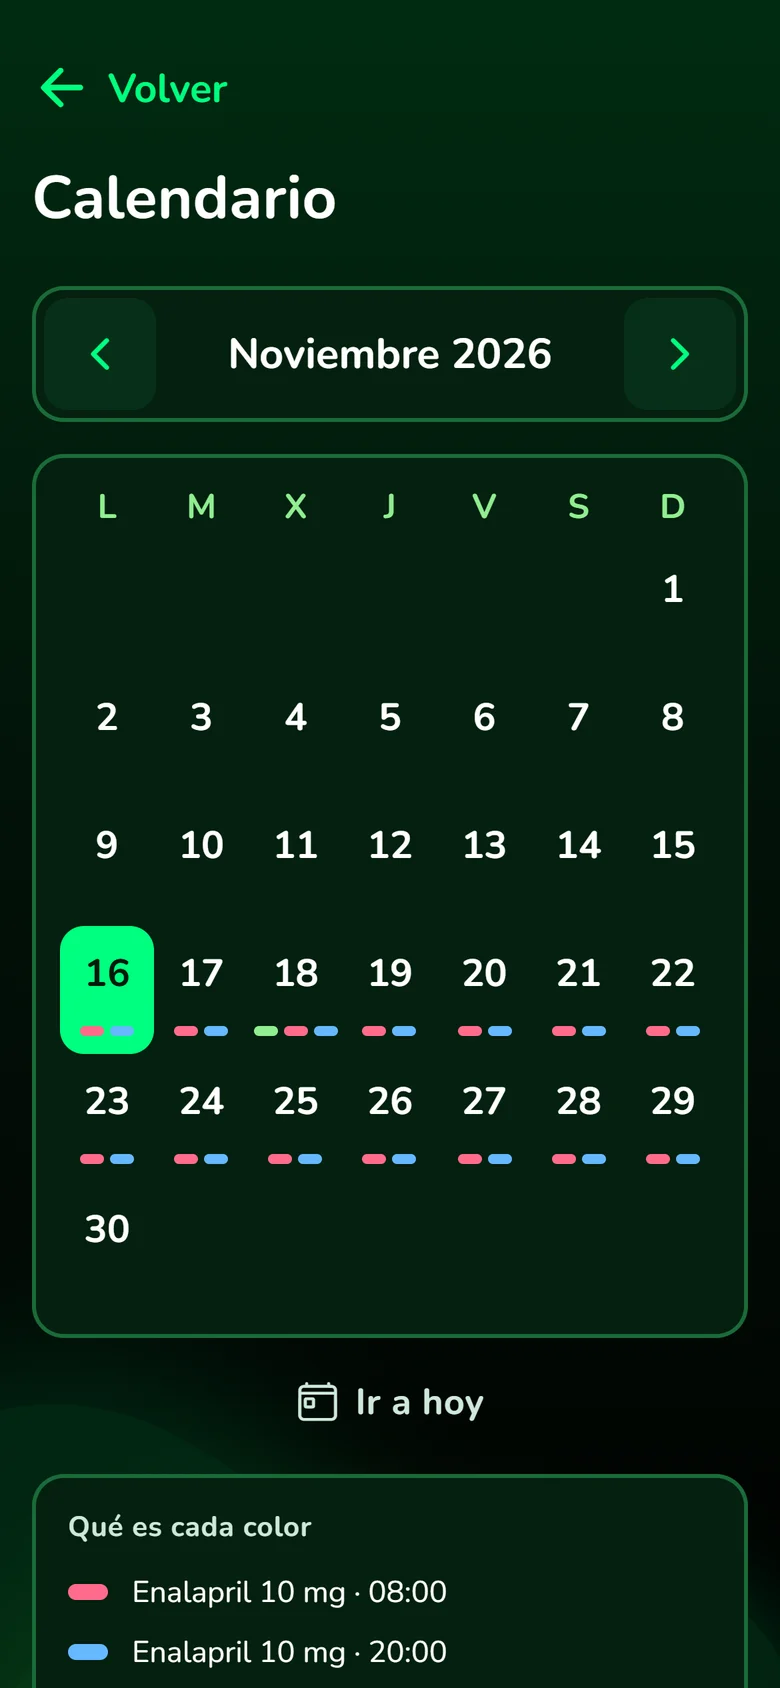 Volver
Calendario
Noviembre 2026
L M X J V S D
1
2 3 4 5 6 7 8
9 10 11 12 13 14 15
16 17 18 19 20 21 22
23 24 25 26 27 28 29
30
Ir a hoy
Qué es cada color
Enalapril 10 mg · 08:00
Enalapril 10 mg · 20:00